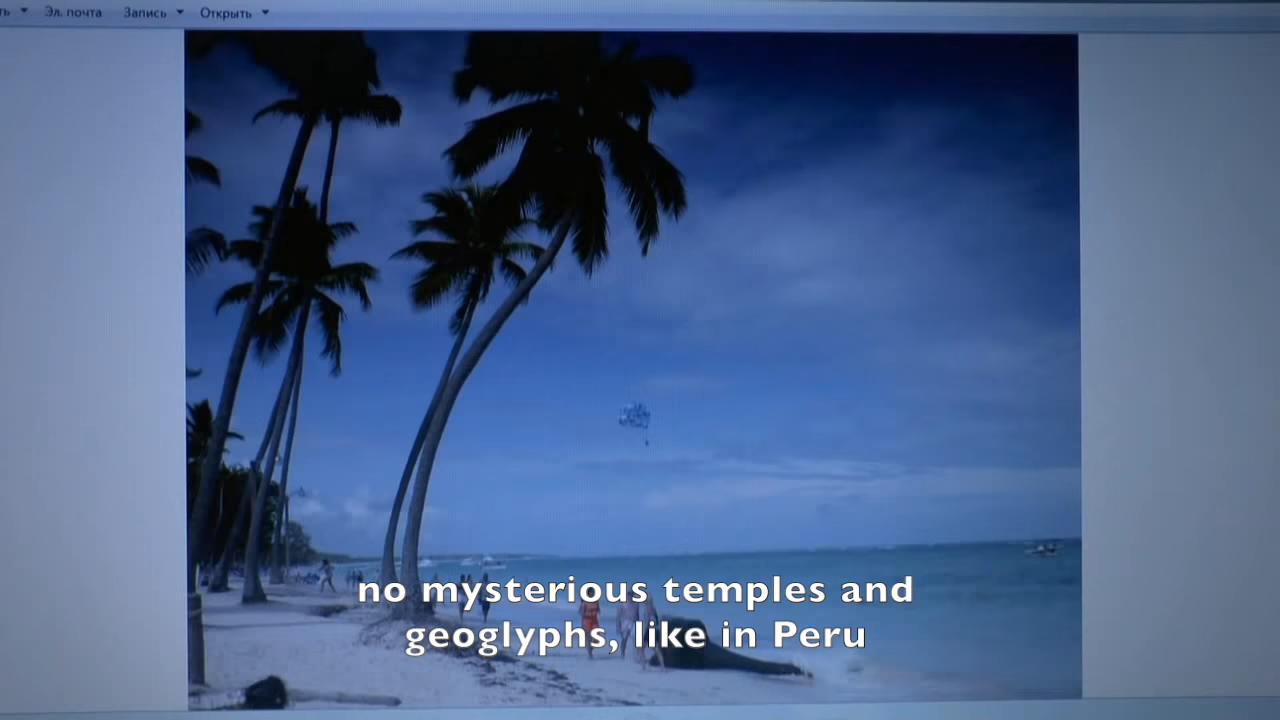 Эл. почта Запись Открыть
no mysterious temples and
geoglyphs, like in Peru